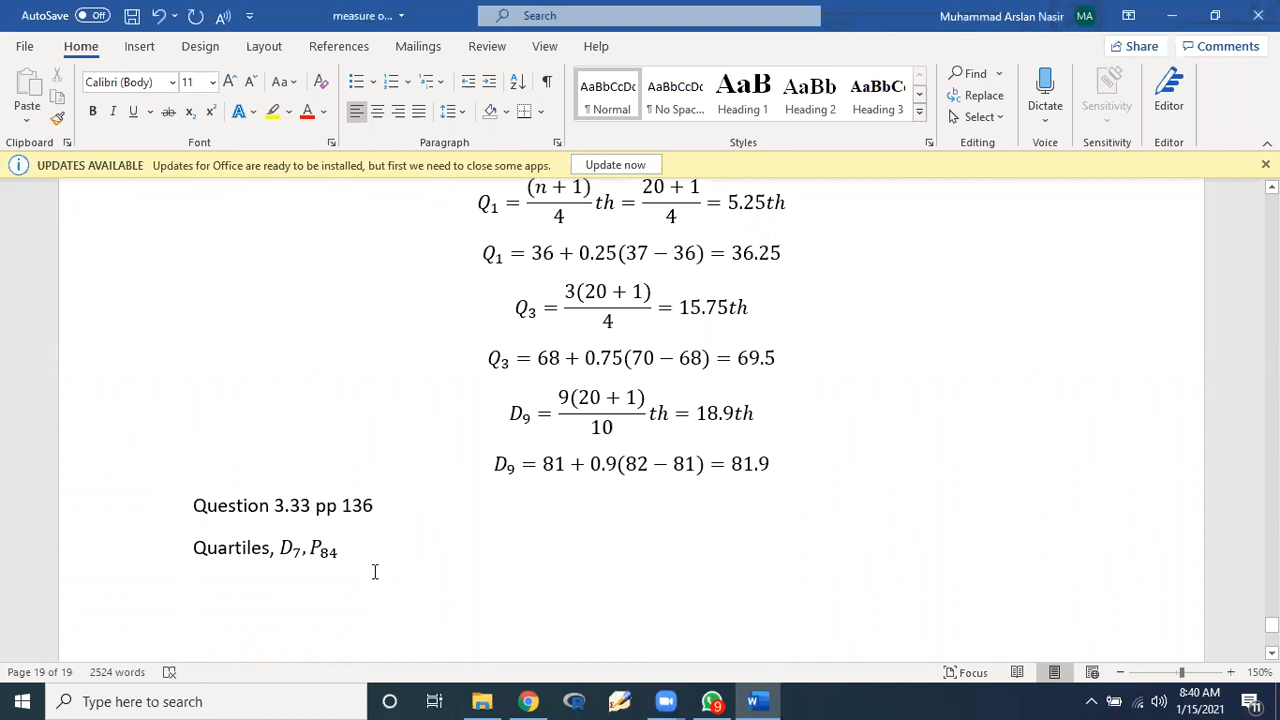 AutoSave Off measure o... Search Muhammad Arslan Nasir MA
File Home Insert Design Layout References Mailings Review View Help Share Comments
Paste Calibri (Body) 11 A A Aa A AaBbCcDc AaBbCcDc AaB AaBbC AaBbCc Find Dictate Sensitivity Editor
B I U ab x₂ x² A A ¶ Normal ¶ No Spac... Heading 1 Heading 2 Heading 3 Replace Select
Clipboard Font Paragraph Styles Editing Voice Sensitivity Editor
UPDATES AVAILABLE Updates for Office are ready to be installed, but first we need to close some apps. Update now
Q₁ = (n + 1)/4 th = 20 + 1/4 = 5.25th
Q₁ = 36 + 0.25(37 − 36) = 36.25
Q₃ = 3(20 + 1)/4 = 15.75th
Q₃ = 68 + 0.75(70 − 68) = 69.5
D₉ = 9(20 + 1)/10 th = 18.9th
D₉ = 81 + 0.9(82 − 81) = 81.9
Question 3.33 pp 136
Quartiles, D₇, P₈₄
Page 19 of 19 2524 words Focus 150%
Type here to search 9 8:40 AM
1/15/2021 11